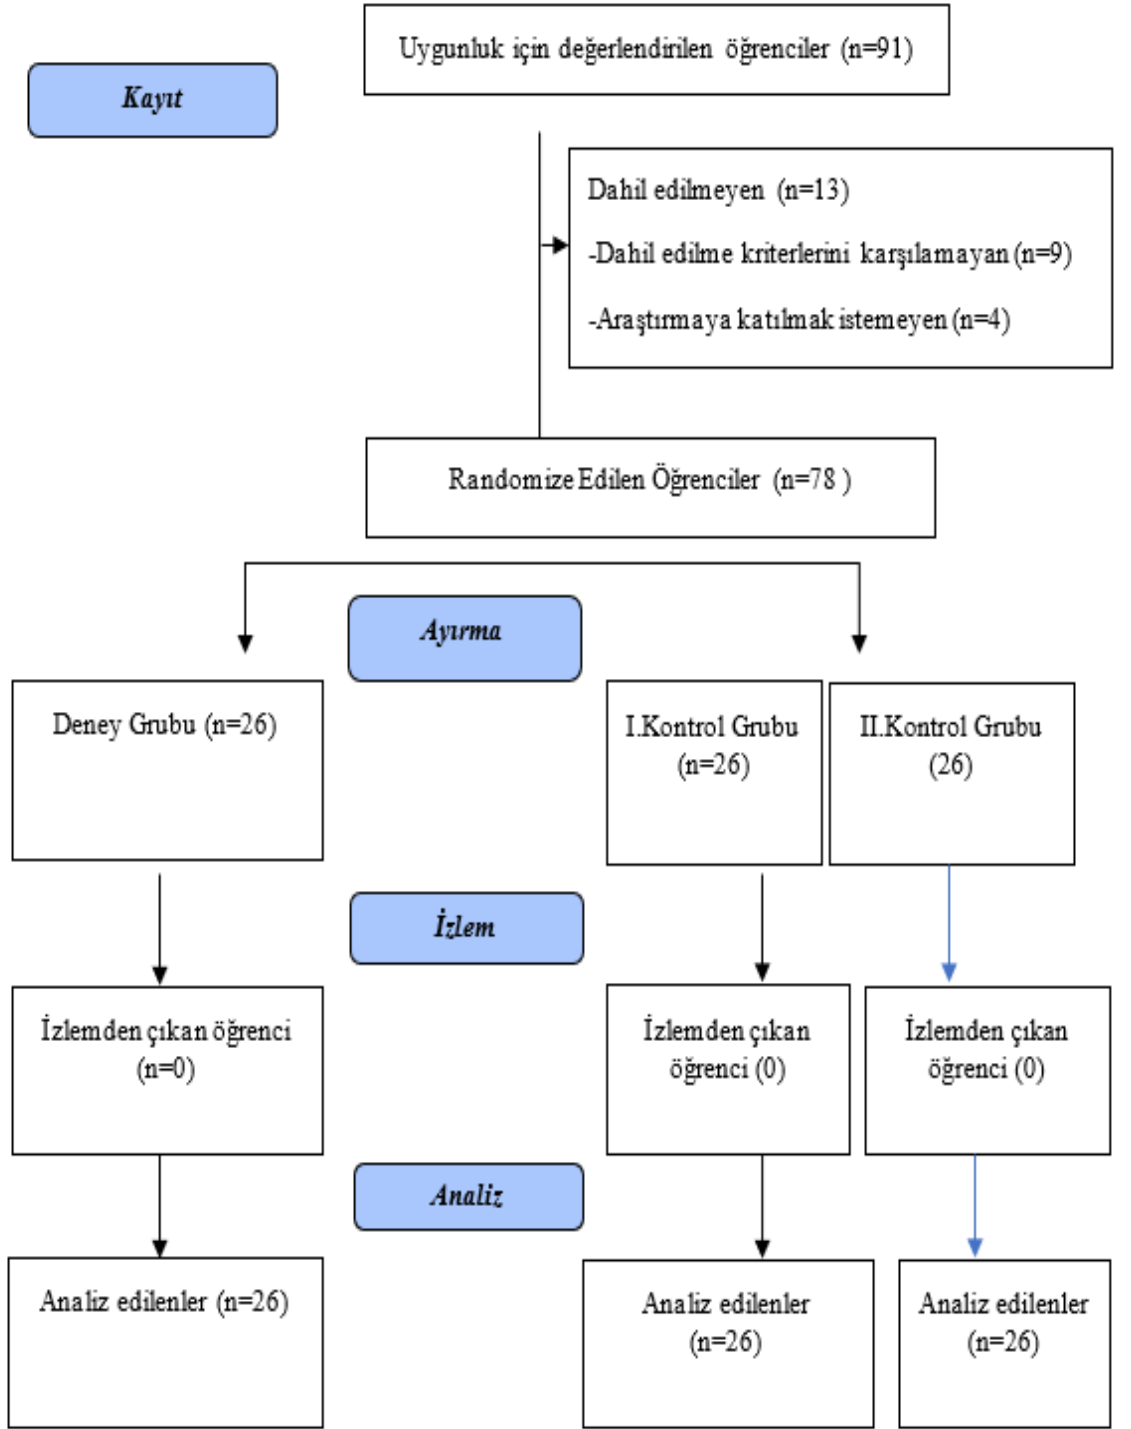 Uygunluk için değerlendirilen öğrenciler (n=91)
Kayıt
Dahil edilmeyen (n=13)
-Dahil edilme kriterlerini karşılamayan (n=9)
-Araştırmaya katılmak istemeyen (n=4)
Randomize Edilen Öğrenciler (n=78 )
Ayırma
Deney Grubu (n=26)
I.Kontrol Grubu
(n=26)
II.Kontrol Grubu
(26)
İzlem
İzlemden çıkan öğrenci
(n=0)
İzlemden çıkan
öğrenci (0)
İzlemden çıkan
öğrenci (0)
Analiz
Analiz edilenler (n=26)
Analiz edilenler
(n=26)
Analiz edilenler
(n=26)